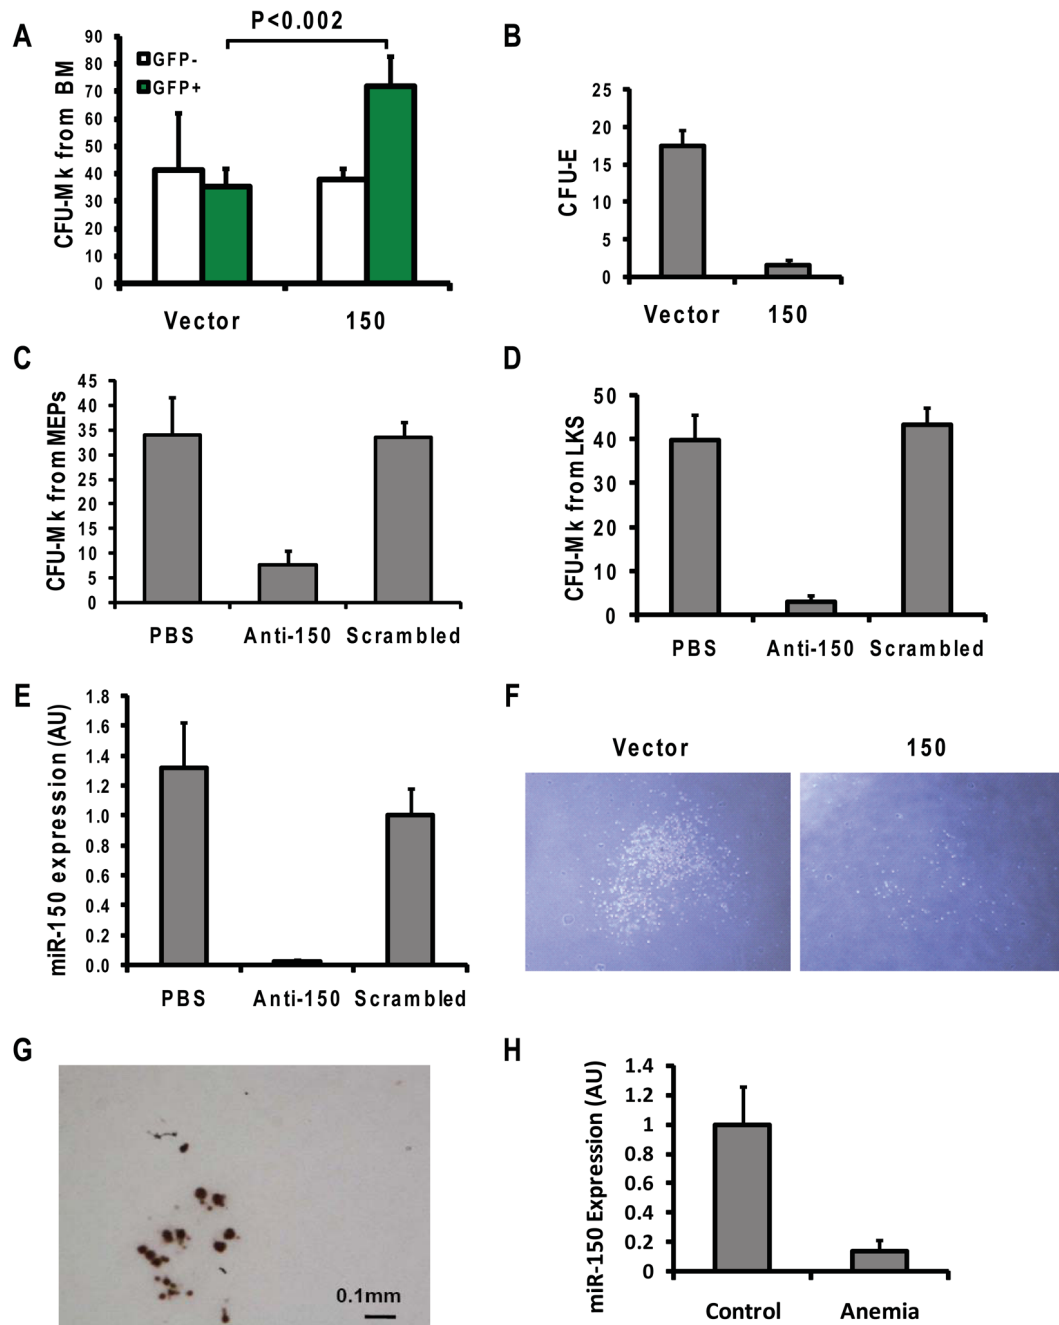 A
P<0.002
CFU-Mk from BM
90
80
70
60
50
40
30
20
10
0
GFP-
GFP+
Vector 150
B
CFU-E
25
20
15
10
5
0
Vector 150
C
CFU-Mk from MEPs
45
40
35
30
25
20
15
10
5
0
PBS Anti-150 Scrambled
D
CFU-Mk from LKS
50
40
30
20
10
0
PBS Anti-150 Scrambled
E
miR-150 expression (AU)
1.8
1.6
1.4
1.2
1.0
0.8
0.6
0.4
0.2
0.0
PBS Anti-150 Scrambled
F
Vector 150
G
0.1mm
H
miR-150 Expression (AU)
1.4
1.2
1
0.8
0.6
0.4
0.2
0
Control Anemia